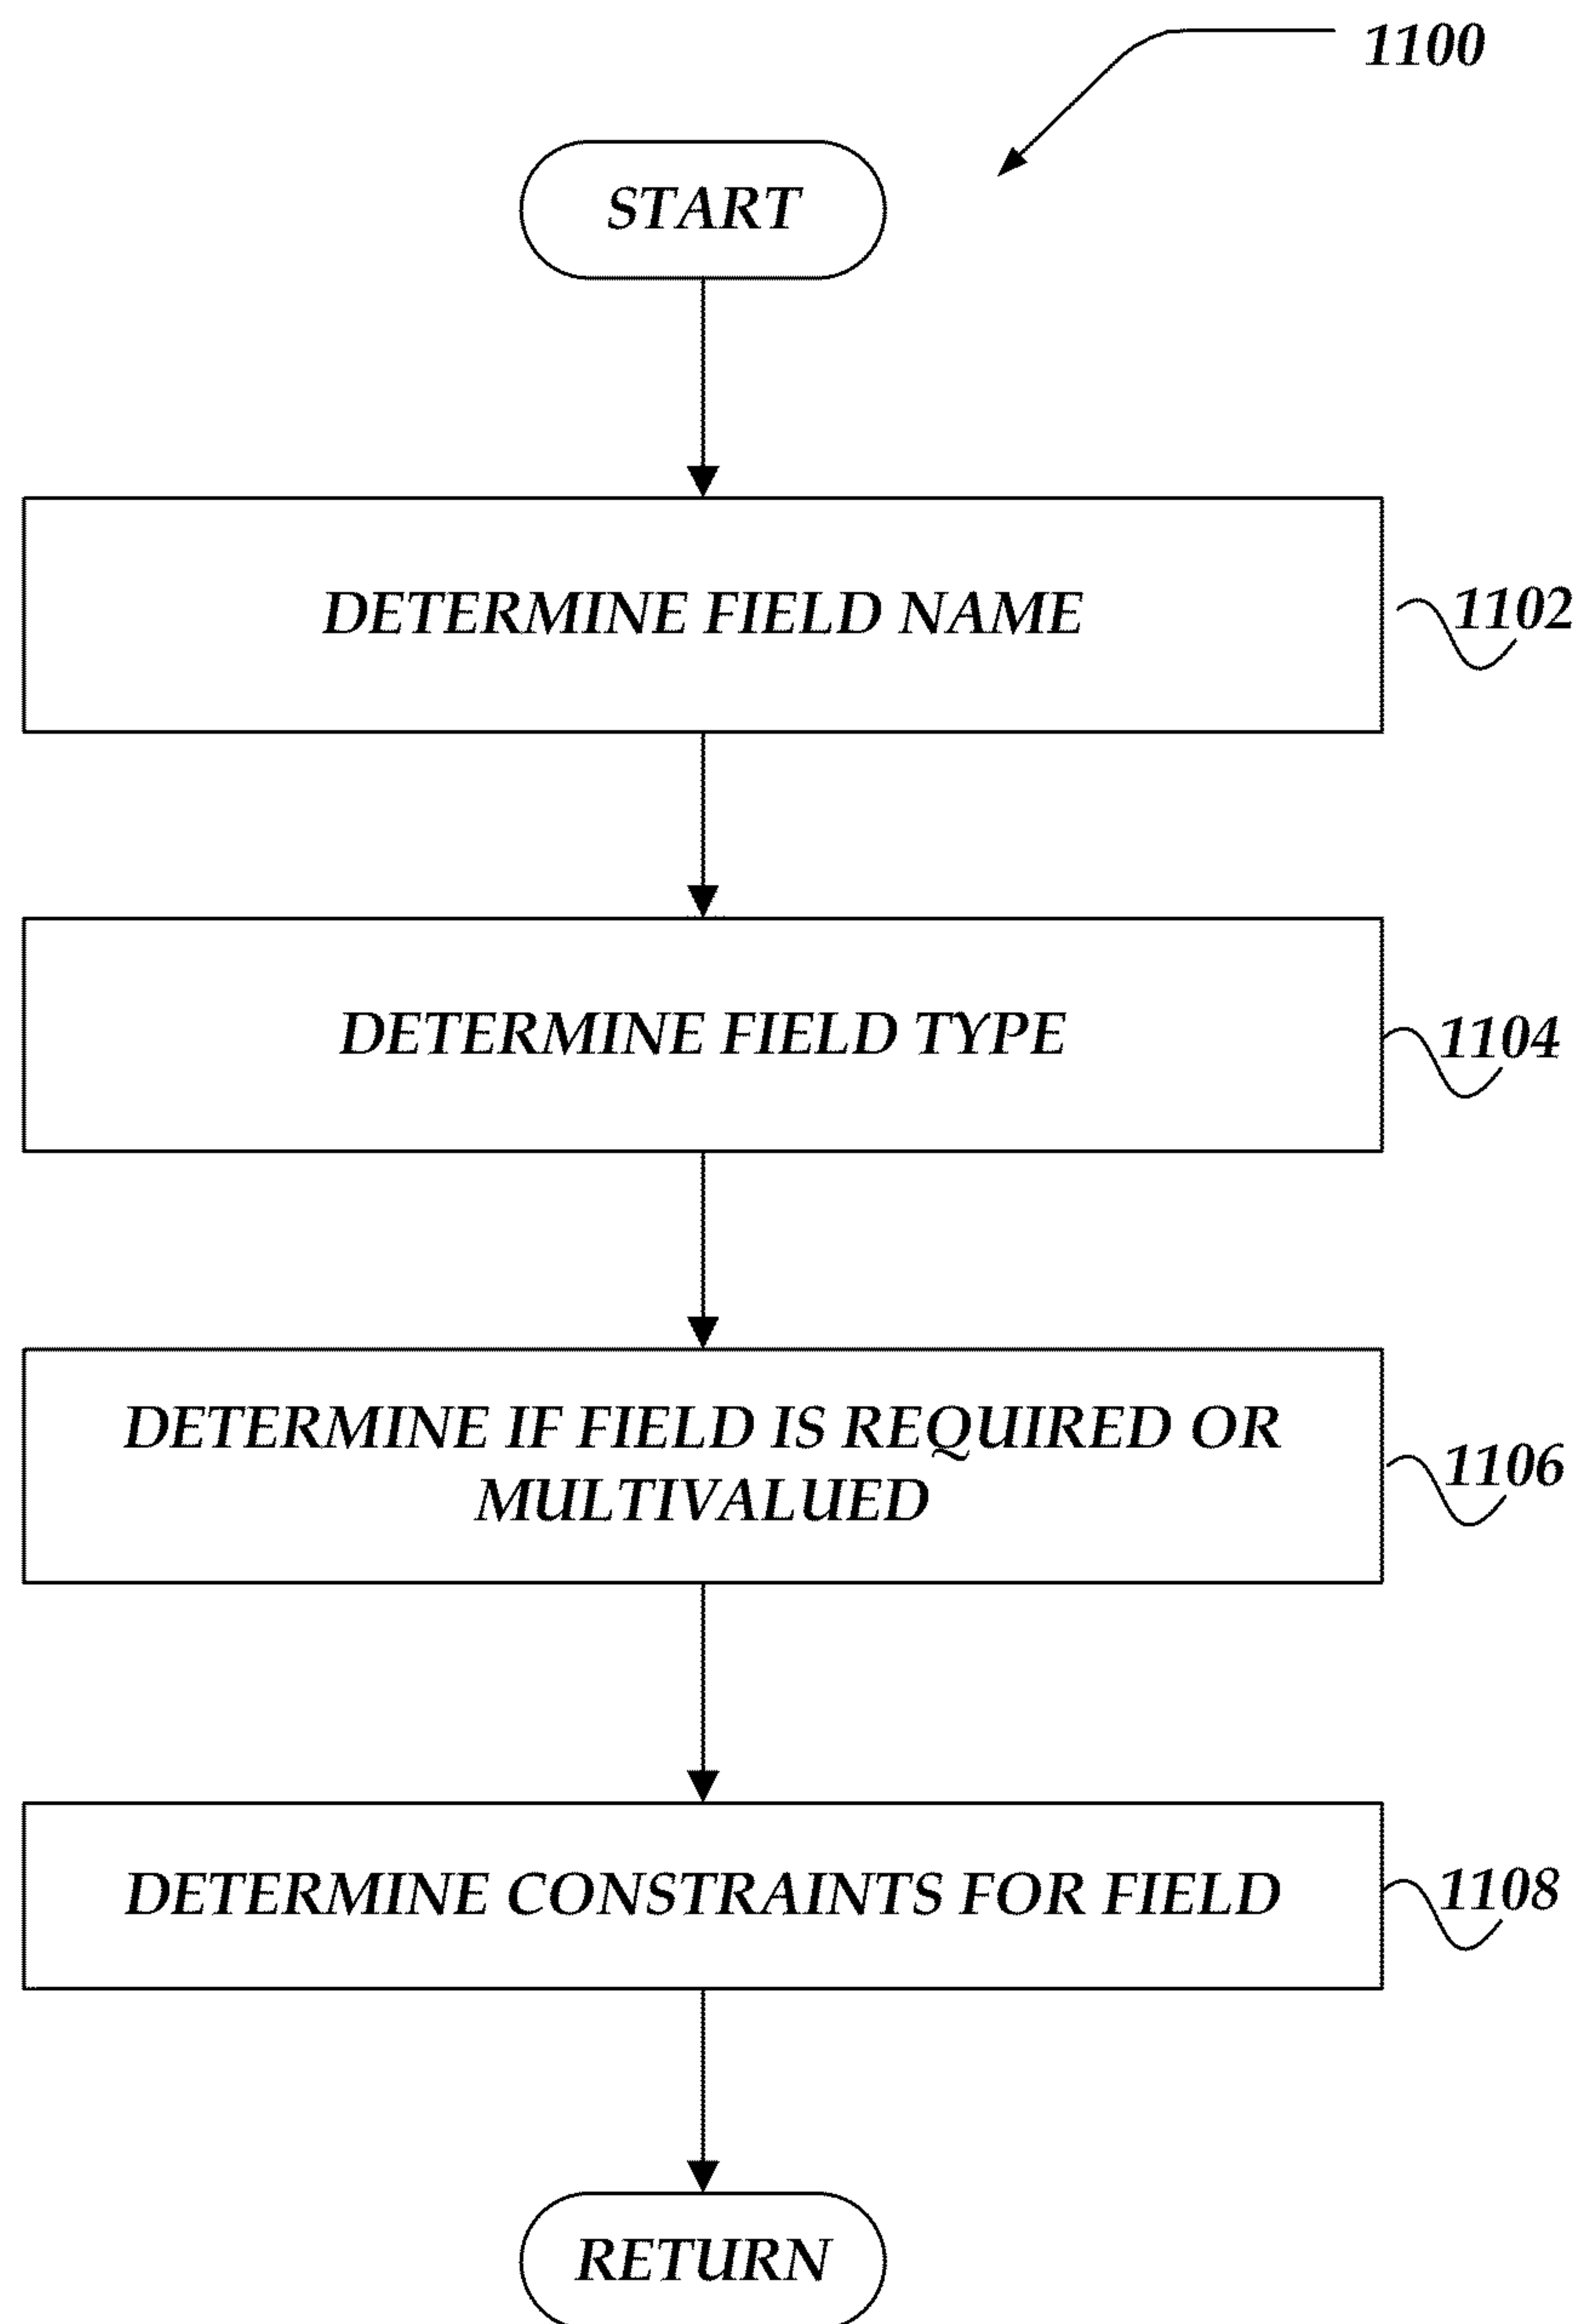 1100
START
DETERMINE FIELD NAME
1102
DETERMINE FIELD TYPE
1104
DETERMINE IF FIELD IS REQUIRED OR
MULTIVALUED
1106
DETERMINE CONSTRAINTS FOR FIELD
1108
RETURN